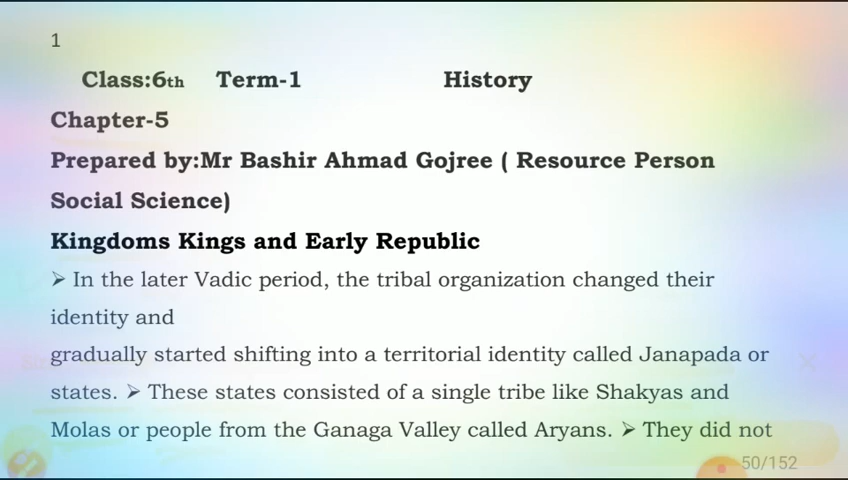 1
Class:6th Term-1 History
Chapter-5
Prepared by:Mr Bashir Ahmad Gojree ( Resource Person
Social Science)
Kingdoms Kings and Early Republic
➢ In the later Vadic period, the tribal organization changed their
identity and
gradually started shifting into a territorial identity called Janapada or
states. ➢ These states consisted of a single tribe like Shakyas and
Molas or people from the Ganaga Valley called Aryans. ➢ They did not
50/152